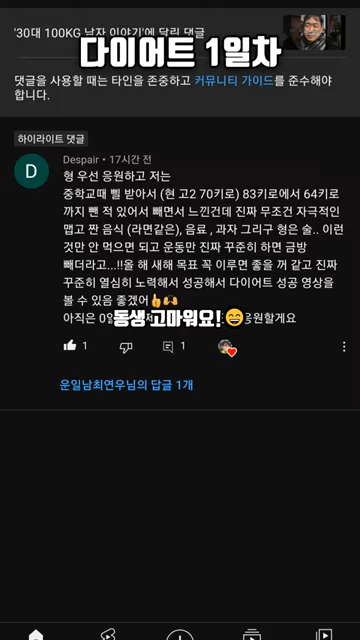 '30대 100KG 남자 이야기'에 달린 댓글
다이어트 1일차
댓글을 사용할 때는 타인을 존중하고 커뮤니티 가이드를 준수해야
합니다.
하이라이트 댓글
D
Despair • 17시간 전
형 우선 응원하고 저는
중학교때 삘 받아서 (현 고2 70키로) 83키로에서 64키로
까지 뺀 적 있어서 빼면서 느낀건데 진짜 무조건 자극적인
맵고 짠 음식 (라면같은), 음료 , 과자 그리구 형은 술.. 이런
것만 안 먹으면 되고 운동만 진짜 꾸준히 하면 금방
빼더라고...!!올 해 새해 목표 꼭 이루면 좋을 꺼 같고 진짜
꾸준히 열심히 노력해서 성공해서 다이어트 성공 영상을
볼 수 있음 좋겠어👍🙌
아직은 0일
응원할게요
동생 고마워요!😄
1
1
운일남최연우님의 답글 1개